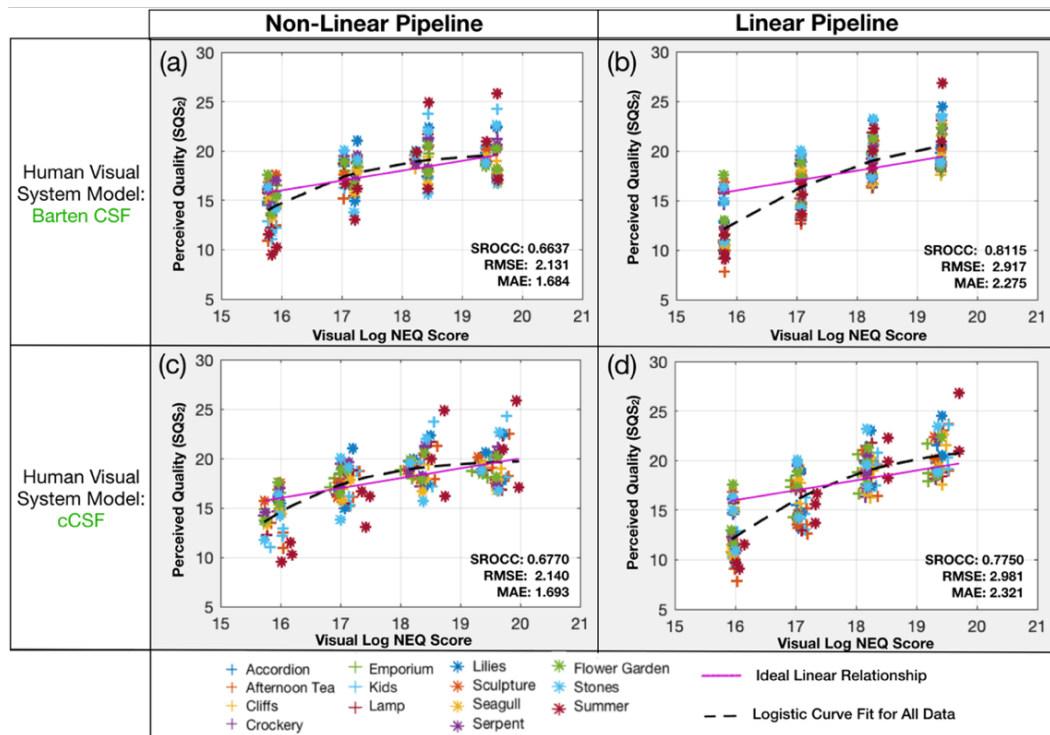 Non-Linear Pipeline
Linear Pipeline
Human Visual
System Model:
Barten CSF
(a)
30
25
20
15
10
5
Perceived Quality (SQS₂)
SROCC: 0.6637
RMSE: 2.131
MAE: 1.684
15 16 17 18 19 20 21
Visual Log NEQ Score
(b)
30
25
20
15
10
5
Perceived Quality (SQS₂)
SROCC: 0.8115
RMSE: 2.917
MAE: 2.275
15 16 17 18 19 20 21
Visual Log NEQ Score
Human Visual
System Model:
cCSF
(c)
30
25
20
15
10
5
Perceived Quality (SQS₂)
SROCC: 0.6770
RMSE: 2.140
MAE: 1.693
15 16 17 18 19 20 21
Visual Log NEQ Score
(d)
30
25
20
15
10
5
Perceived Quality (SQS₂)
SROCC: 0.7750
RMSE: 2.981
MAE: 2.321
15 16 17 18 19 20 21
Visual Log NEQ Score
Accordion
Afternoon Tea
Cliffs
Crockery
Emporium
Kids
Lamp
Lilies
Sculpture
Seagull
Serpent
Flower Garden
Stones
Summer
Ideal Linear Relationship
Logistic Curve Fit for All Data